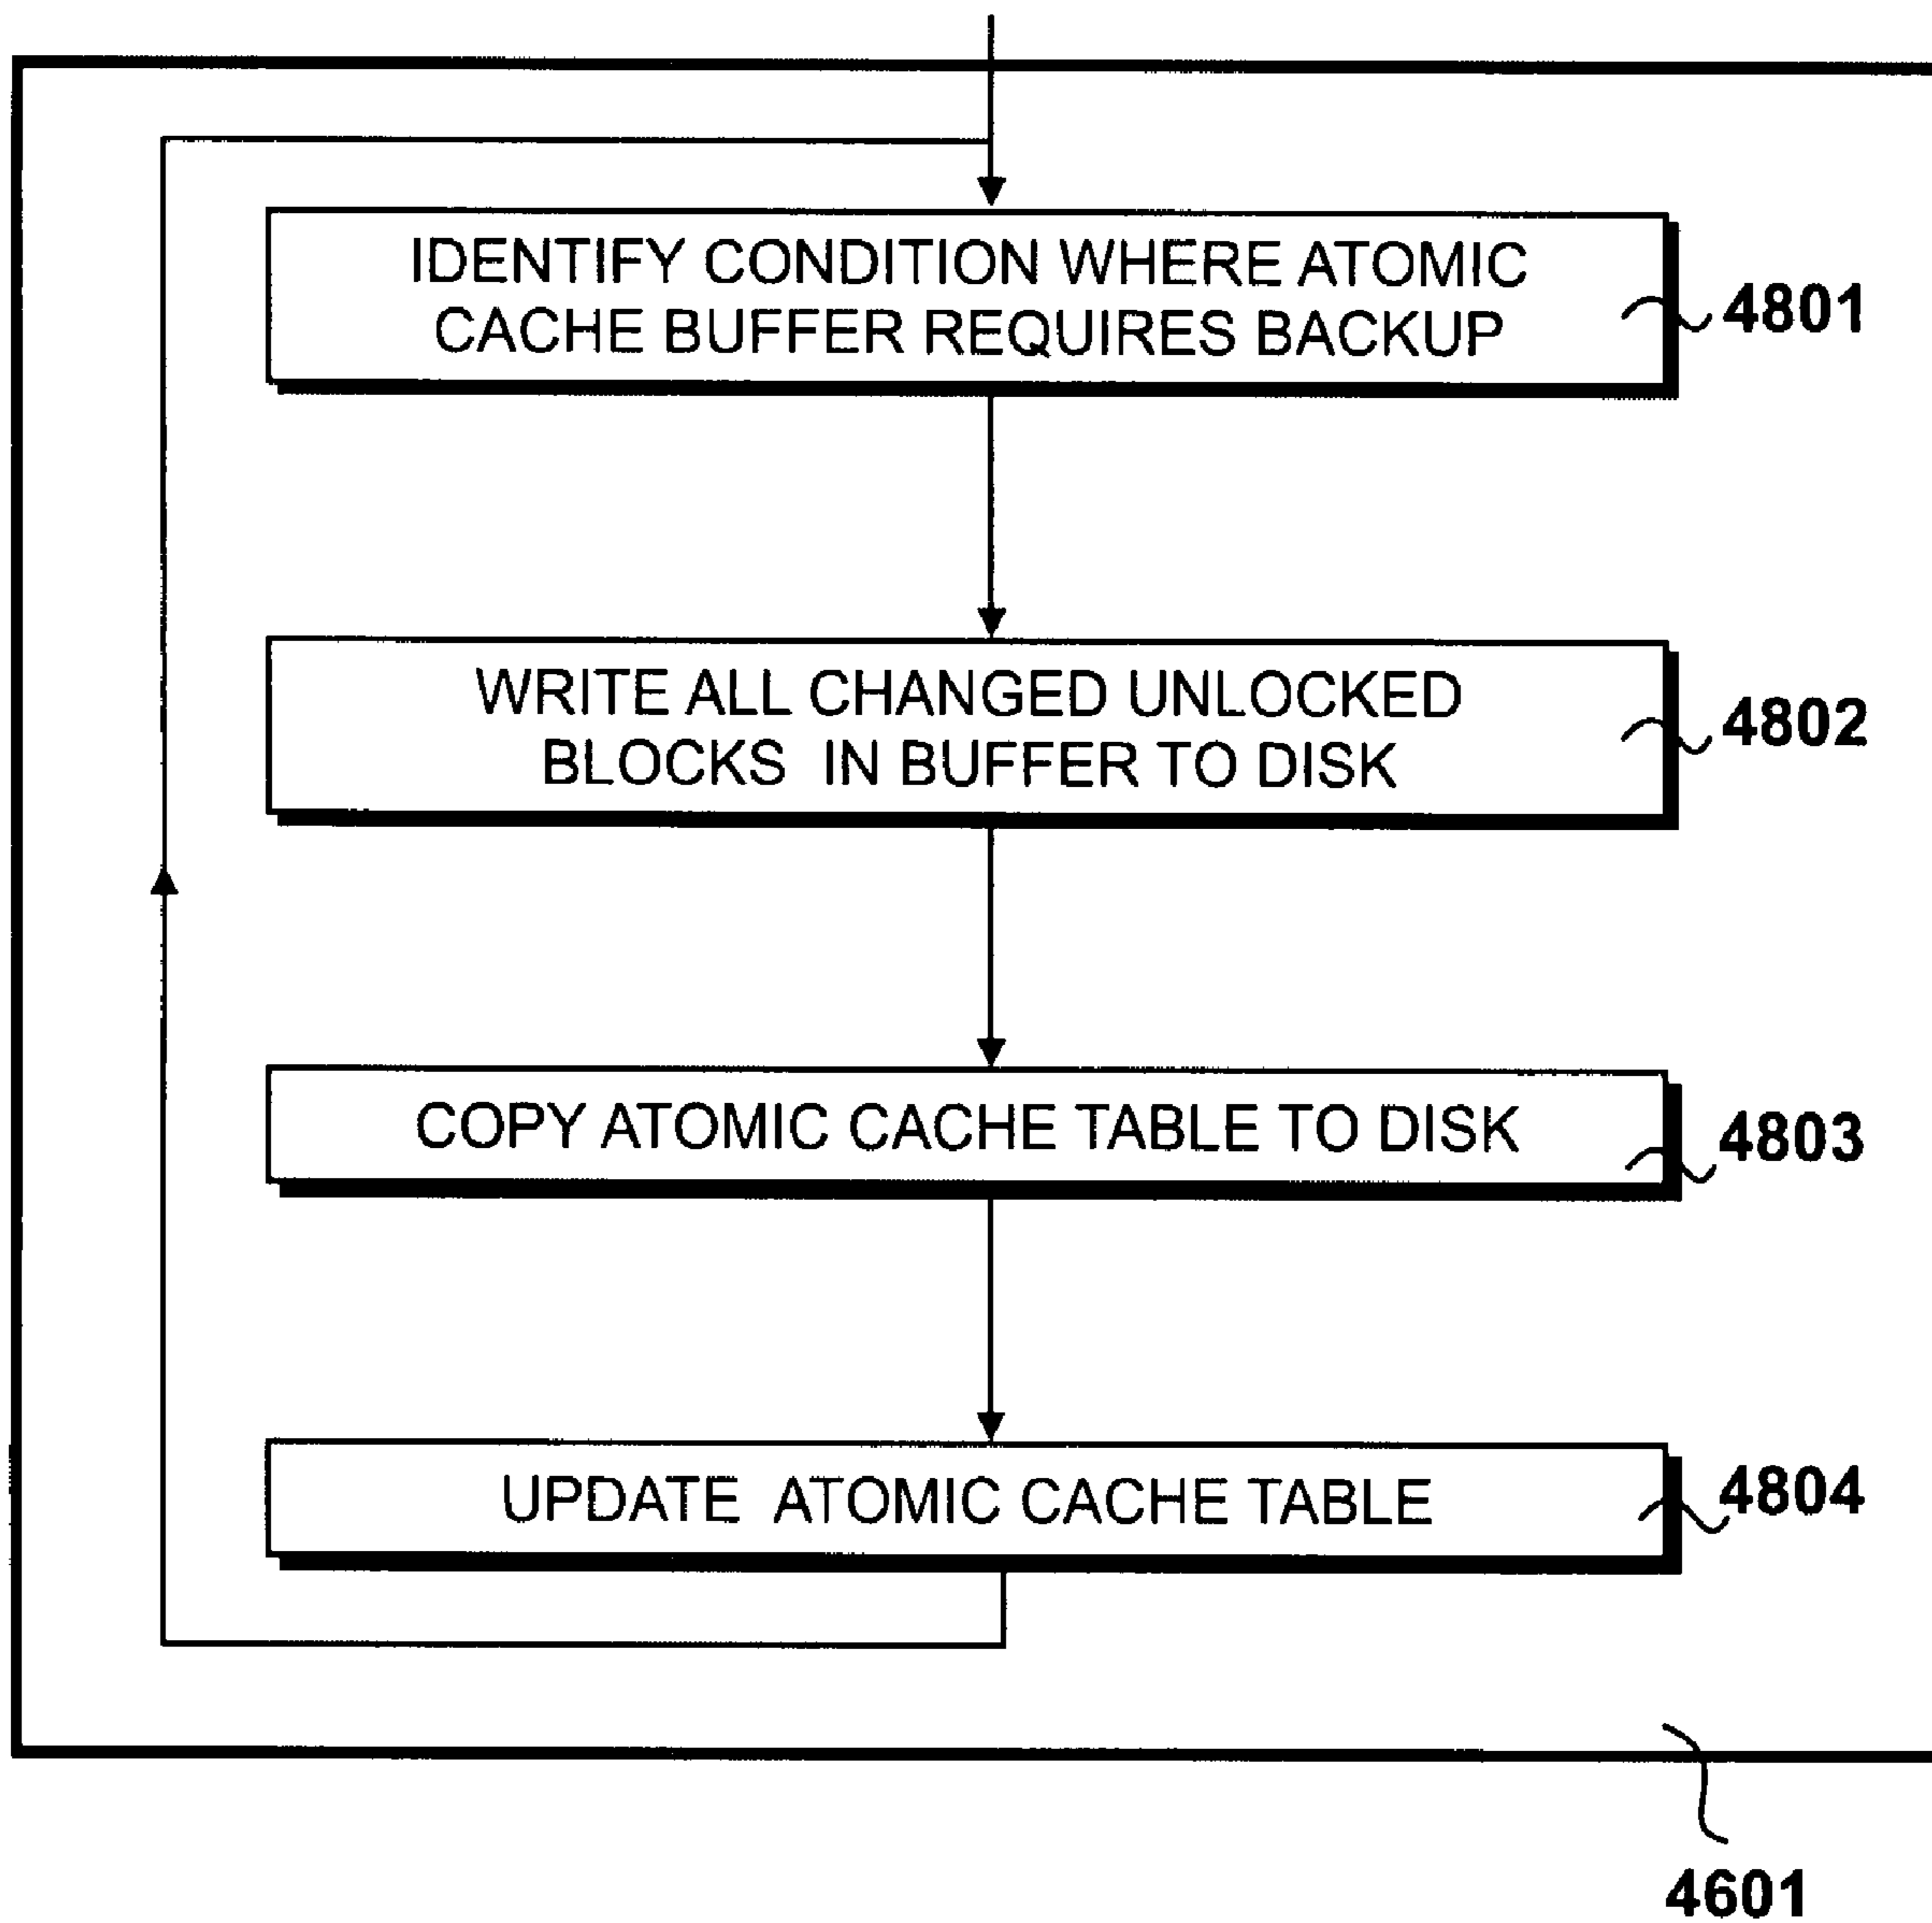 IDENTIFY CONDITION WHERE ATOMIC
CACHE BUFFER REQUIRES BACKUP
4801
WRITE ALL CHANGED UNLOCKED
BLOCKS IN BUFFER TO DISK
4802
COPY ATOMIC CACHE TABLE TO DISK
4803
UPDATE ATOMIC CACHE TABLE
4804
4601